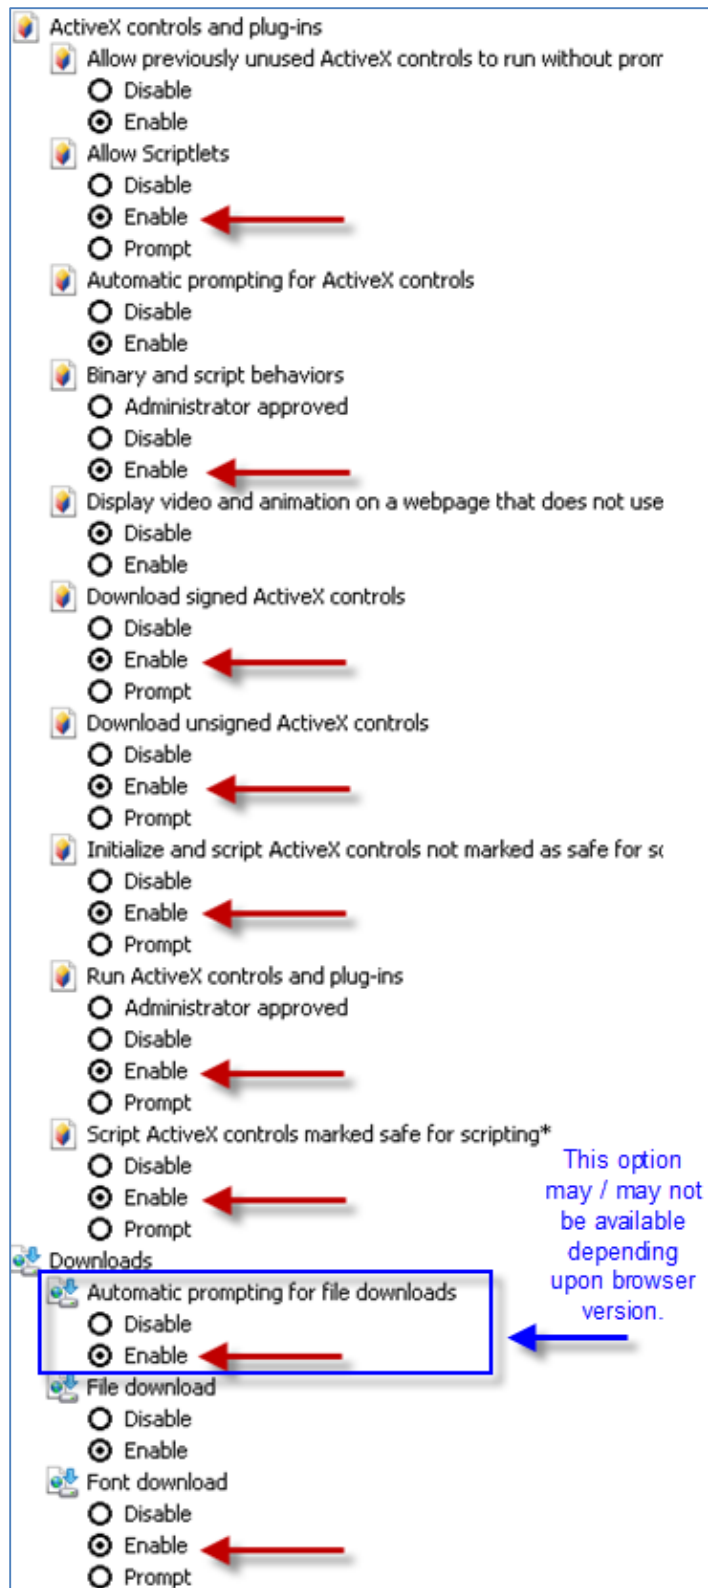 ActiveX controls and plug-ins
Allow previously unused ActiveX controls to run without prom
Disable
Enable
Allow Scriptlets
Disable
Enable
Prompt
Automatic prompting for ActiveX controls
Disable
Enable
Binary and script behaviors
Administrator approved
Disable
Enable
Display video and animation on a webpage that does not use
Disable
Enable
Download signed ActiveX controls
Disable
Enable
Prompt
Download unsigned ActiveX controls
Disable
Enable
Prompt
Initialize and script ActiveX controls not marked as safe for sc
Disable
Enable
Prompt
Run ActiveX controls and plug-ins
Administrator approved
Disable
Enable
Prompt
Script ActiveX controls marked safe for scripting*
Disable
Enable
Prompt
This option
may / may not
be available
depending
upon browser
version.
Downloads
Automatic prompting for file downloads
Disable
Enable
File download
Disable
Enable
Font download
Disable
Enable
Prompt